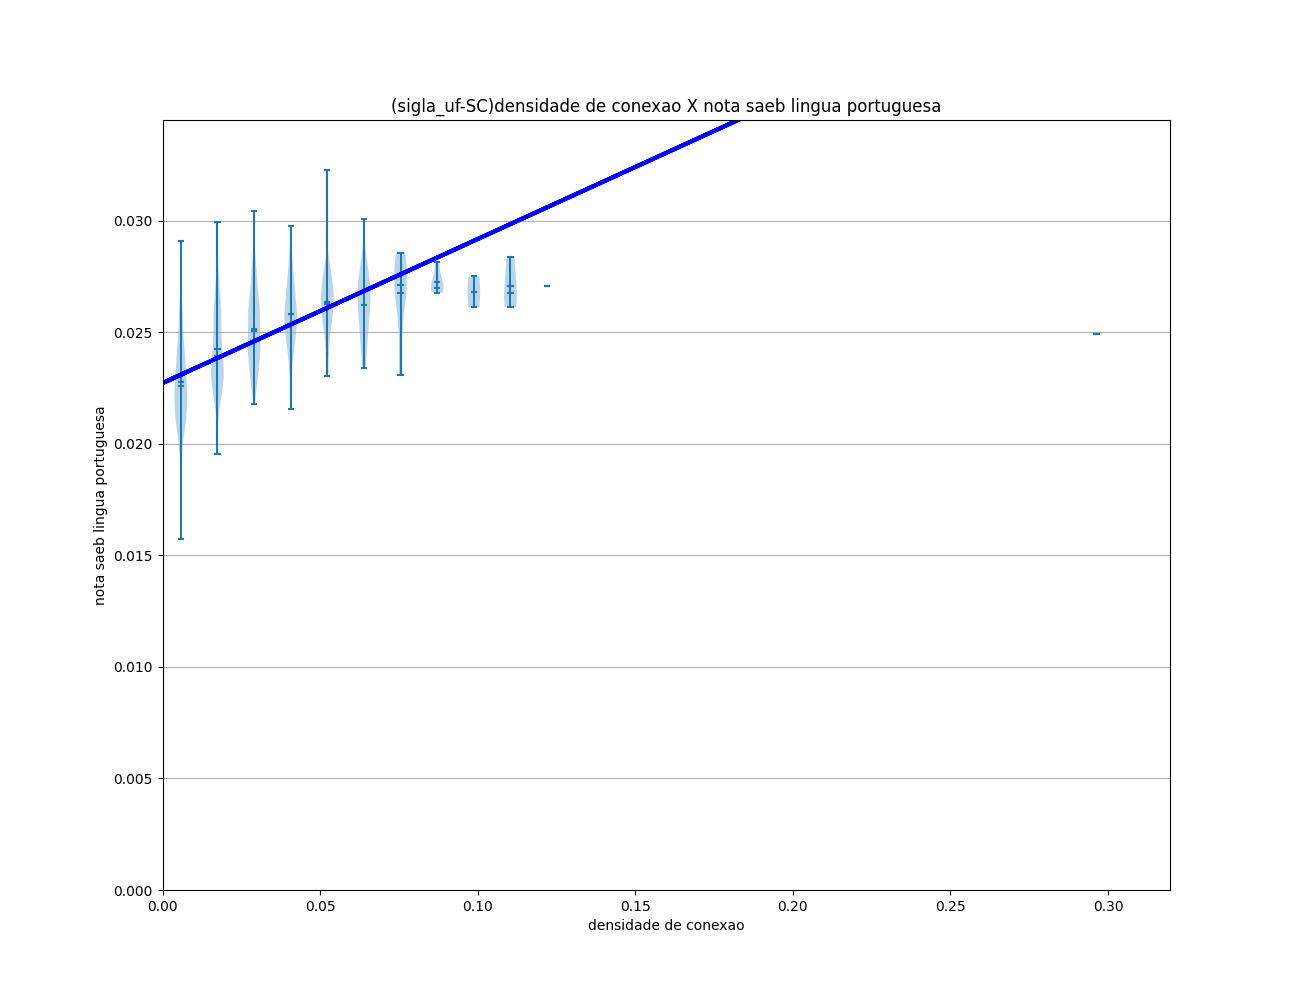 (sigla_uf-SC)densidade de conexao X nota saeb lingua portuguesa
nota saeb lingua portuguesa
0.030
0.025
0.020
0.015
0.010
0.005
0.000
0.00 0.05 0.10 0.15 0.20 0.25 0.30
densidade de conexao